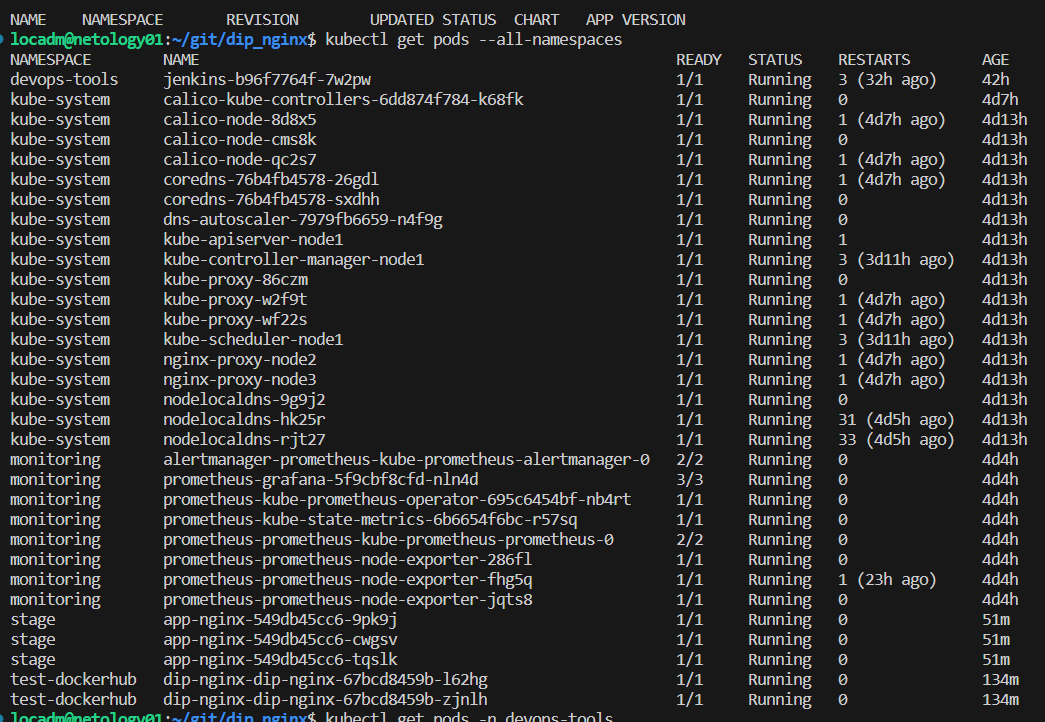 NAME NAMESPACE REVISION UPDATED STATUS CHART APP VERSION
locadm@netology01:~/git/dip_nginx$ kubectl get pods --all-namespaces
NAMESPACE NAME READY STATUS RESTARTS AGE
devops-tools jenkins-b96f7764f-7w2pw 1/1 Running 3 (32h ago) 42h
kube-system calico-kube-controllers-6dd874f784-k68fk 1/1 Running 0 4d7h
kube-system calico-node-8d8x5 1/1 Running 1 (4d7h ago) 4d13h
kube-system calico-node-cms8k 1/1 Running 0 4d13h
kube-system calico-node-qc2s7 1/1 Running 1 (4d7h ago) 4d13h
kube-system coredns-76b4fb4578-26gdl 1/1 Running 1 (4d7h ago) 4d13h
kube-system coredns-76b4fb4578-sxdhh 1/1 Running 0 4d13h
kube-system dns-autoscaler-7979fb6659-n4f9g 1/1 Running 0 4d13h
kube-system kube-apiserver-node1 1/1 Running 1 4d13h
kube-system kube-controller-manager-node1 1/1 Running 3 (3d11h ago) 4d13h
kube-system kube-proxy-86czm 1/1 Running 0 4d13h
kube-system kube-proxy-w2f9t 1/1 Running 1 (4d7h ago) 4d13h
kube-system kube-proxy-wf22s 1/1 Running 1 (4d7h ago) 4d13h
kube-system kube-scheduler-node1 1/1 Running 3 (3d11h ago) 4d13h
kube-system nginx-proxy-node2 1/1 Running 1 (4d7h ago) 4d13h
kube-system nginx-proxy-node3 1/1 Running 1 (4d7h ago) 4d13h
kube-system nodelocaldns-9g9j2 1/1 Running 0 4d13h
kube-system nodelocaldns-hk25r 1/1 Running 31 (4d5h ago) 4d13h
kube-system nodelocaldns-rjt27 1/1 Running 33 (4d5h ago) 4d13h
monitoring alertmanager-prometheus-kube-prometheus-alertmanager-0 2/2 Running 0 4d4h
monitoring prometheus-grafana-5f9cbf8cfd-nln4d 3/3 Running 0 4d4h
monitoring prometheus-kube-prometheus-operator-695c6454bf-nb4rt 1/1 Running 0 4d4h
monitoring prometheus-kube-state-metrics-6b6654f6bc-r57sq 1/1 Running 0 4d4h
monitoring prometheus-prometheus-kube-prometheus-prometheus-0 2/2 Running 0 4d4h
monitoring prometheus-prometheus-node-exporter-286fl 1/1 Running 0 4d4h
monitoring prometheus-prometheus-node-exporter-fhg5q 1/1 Running 1 (23h ago) 4d4h
monitoring prometheus-prometheus-node-exporter-jqts8 1/1 Running 0 4d4h
stage app-nginx-549db45cc6-9pk9j 1/1 Running 0 51m
stage app-nginx-549db45cc6-cwgsv 1/1 Running 0 51m
stage app-nginx-549db45cc6-tqslk 1/1 Running 0 51m
test-dockerhub dip-nginx-dip-nginx-67bcd8459b-l62hg 1/1 Running 0 134m
test-dockerhub dip-nginx-dip-nginx-67bcd8459b-zjnlh 1/1 Running 0 134m
locadm@netology01:~/git/dip_nginx$ kubectl get pods -n devops-tools